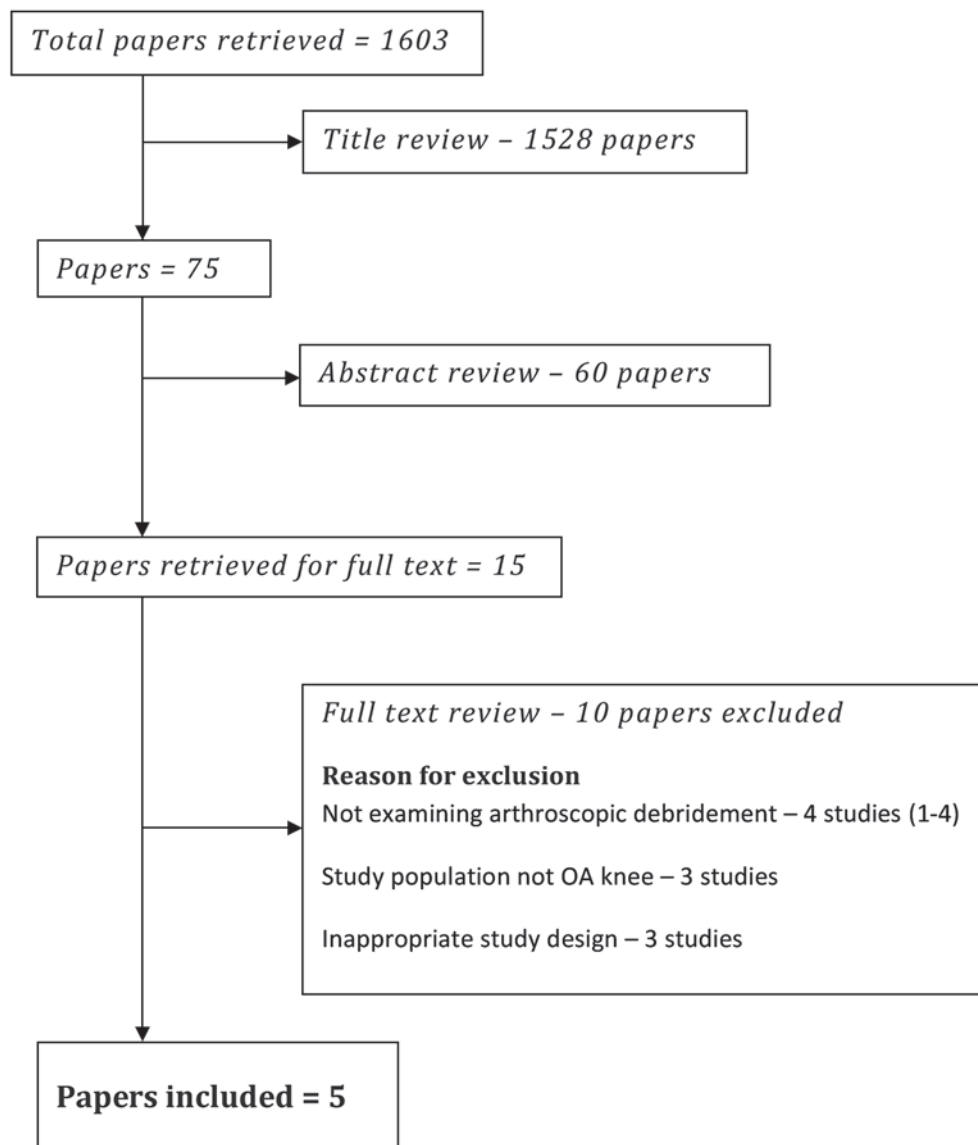 Total papers retrieved = 1603
Title review – 1528 papers
Papers = 75
Abstract review – 60 papers
Papers retrieved for full text = 15
Full text review – 10 papers excluded
Reason for exclusion
Not examining arthroscopic debridement – 4 studies (1-4)
Study population not OA knee – 3 studies
Inappropriate study design – 3 studies
Papers included = 5